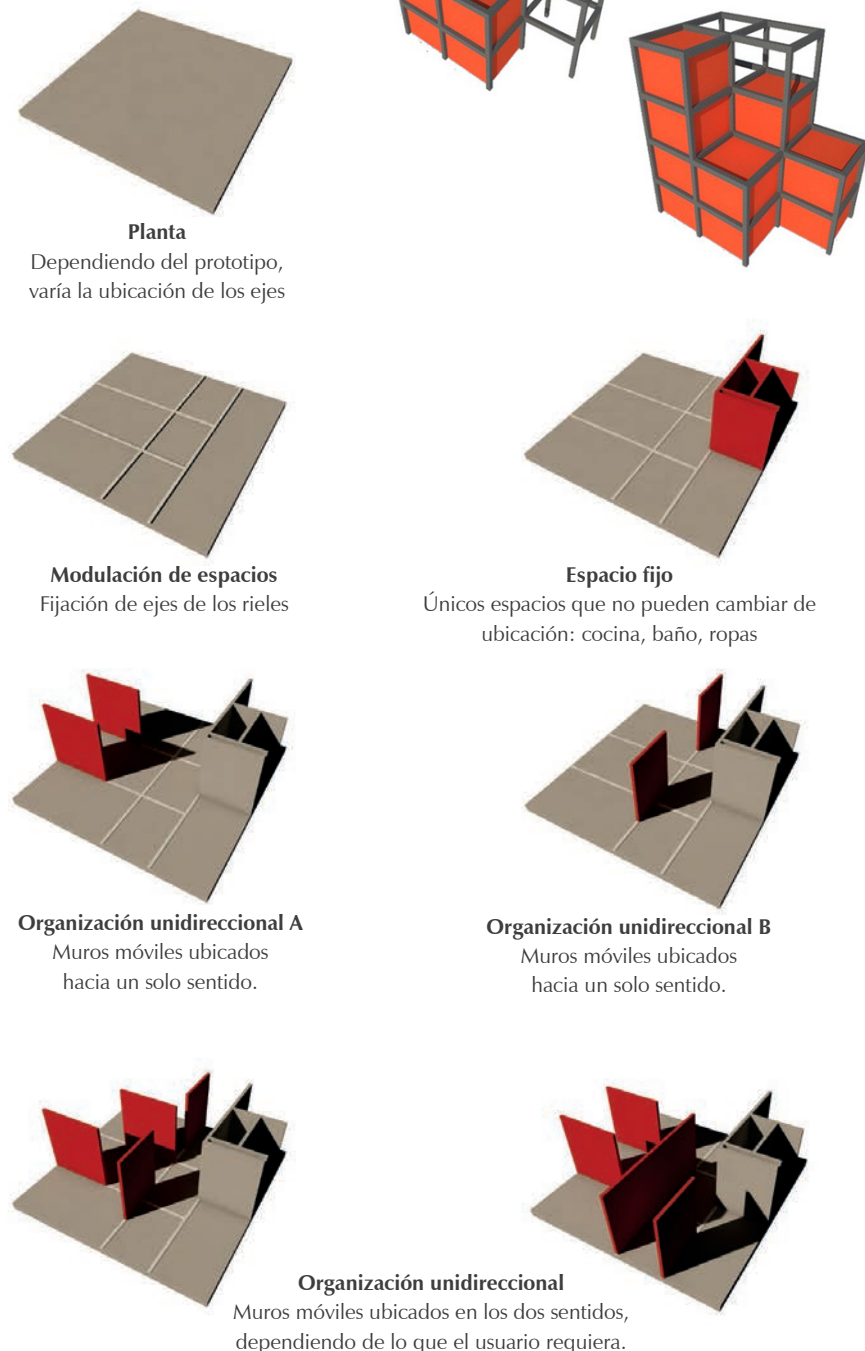 Planta
Dependiendo del prototipo,
varía la ubicación de los ejes
Modulación de espacios
Fijación de ejes de los rieles
Espacio fijo
Únicos espacios que no pueden cambiar de
ubicación: cocina, baño, ropas
Organización unidireccional A
Muros móviles ubicados
hacia un solo sentido.
Organización unidireccional B
Muros móviles ubicados
hacia un solo sentido.
Organización unidireccional
Muros móviles ubicados en los dos sentidos,
dependiendo de lo que el usuario requiera.